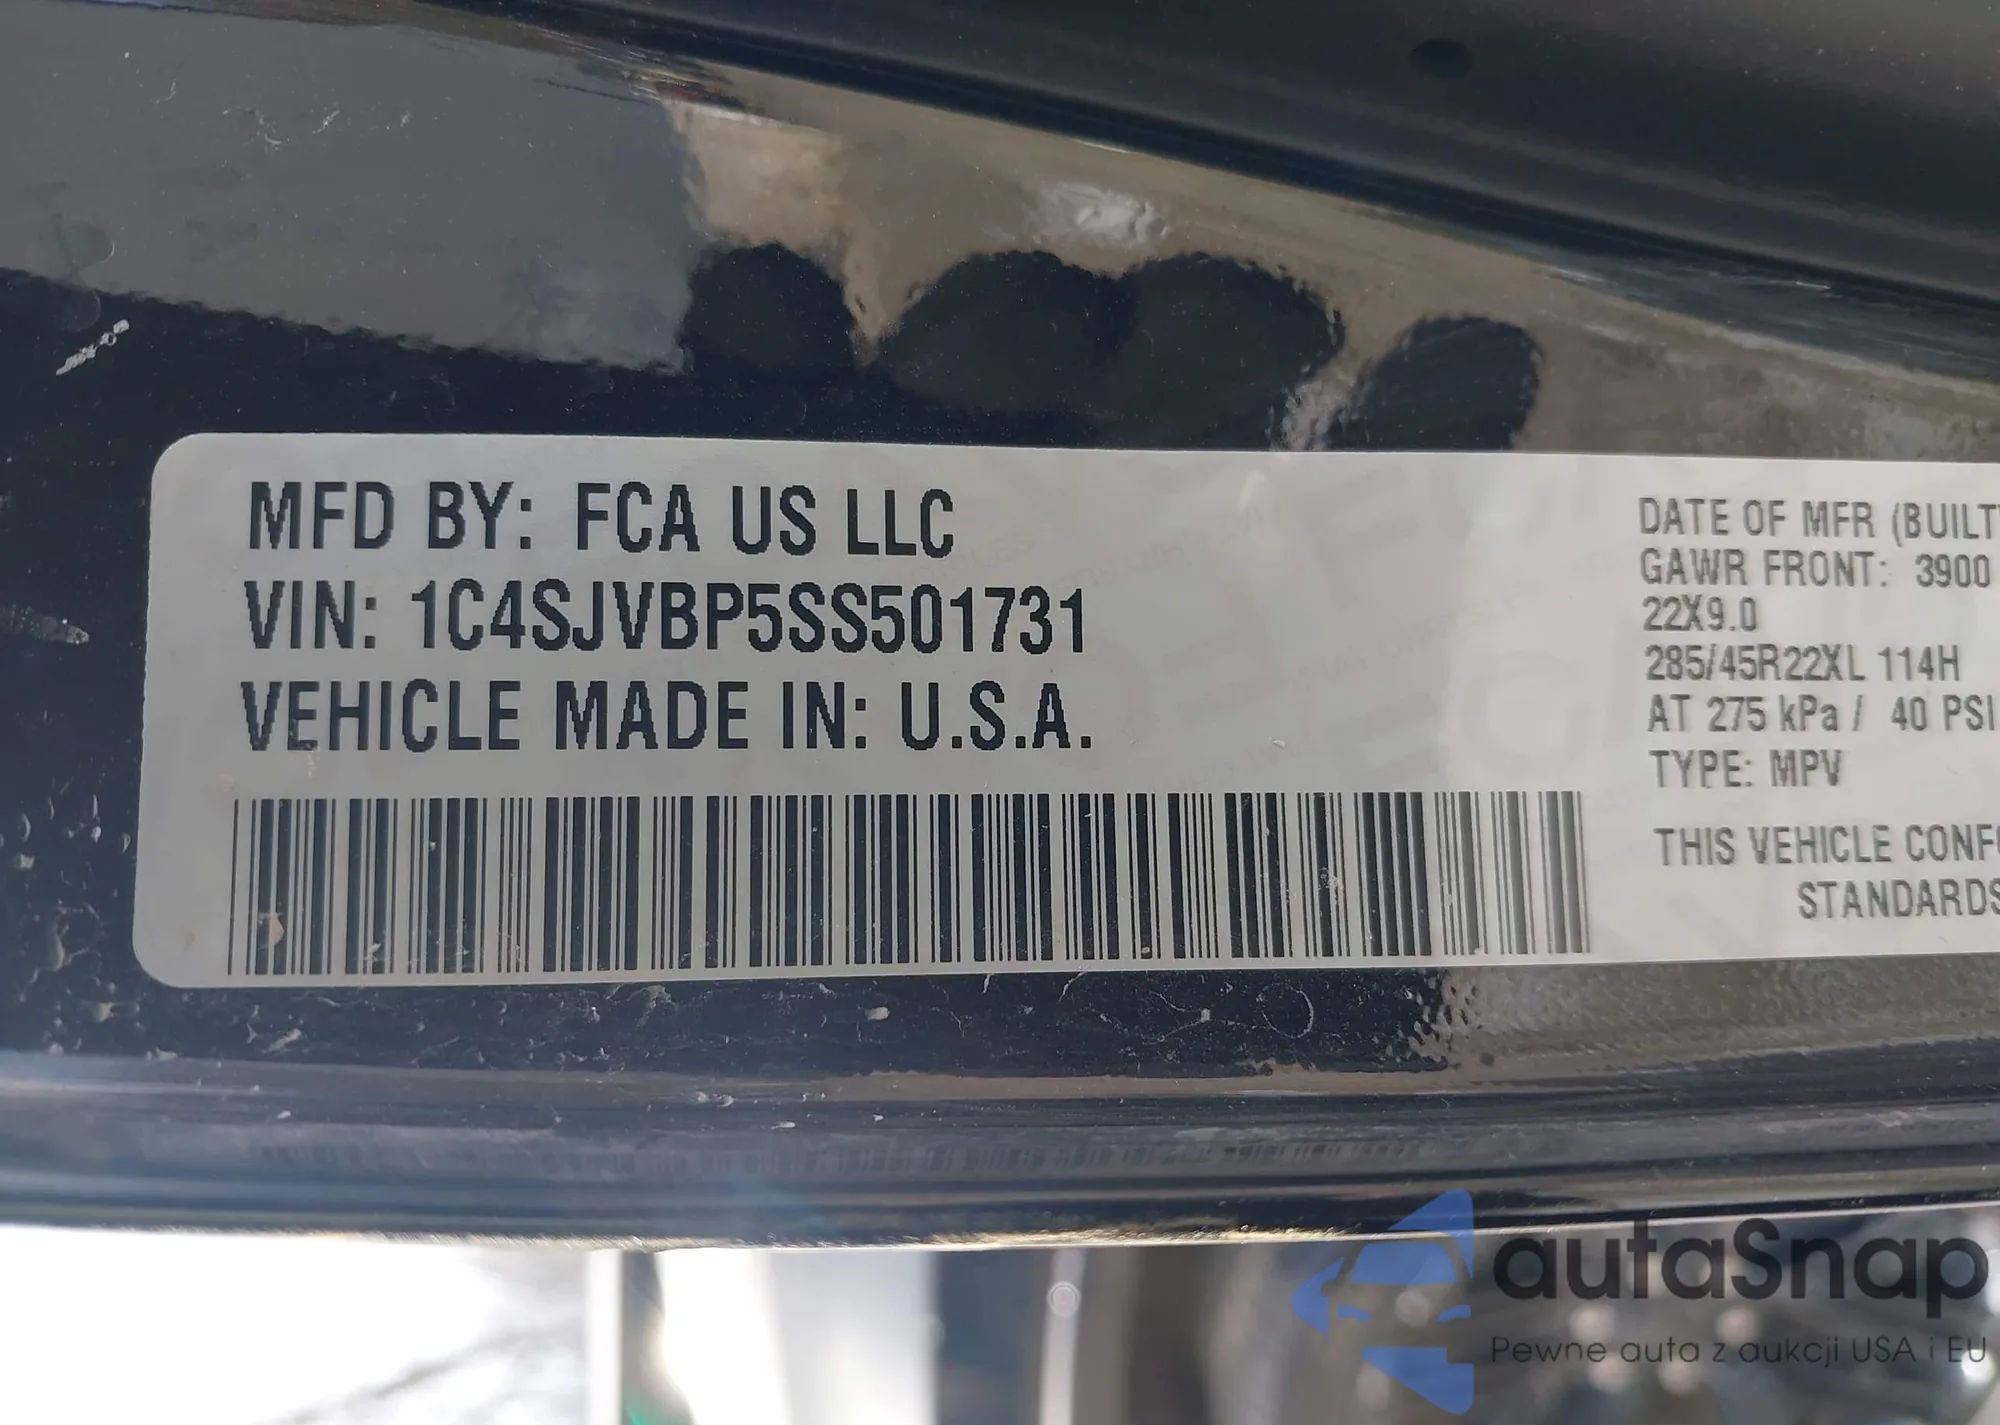 MFD BY: FCA US LLC
VIN: 1C4SJVBP5SS501731
VEHICLE MADE IN: U.S.A.
DATE OF MFR (BUILT
GAWR FRONT: 3900
22X9.0
285/45R22XL 114H
AT 275 kPa / 40 PSI
TYPE: MPV
THIS VEHICLE CONF
STANDARDS
autaSnap
Pewne auta z aukcji USA i EU